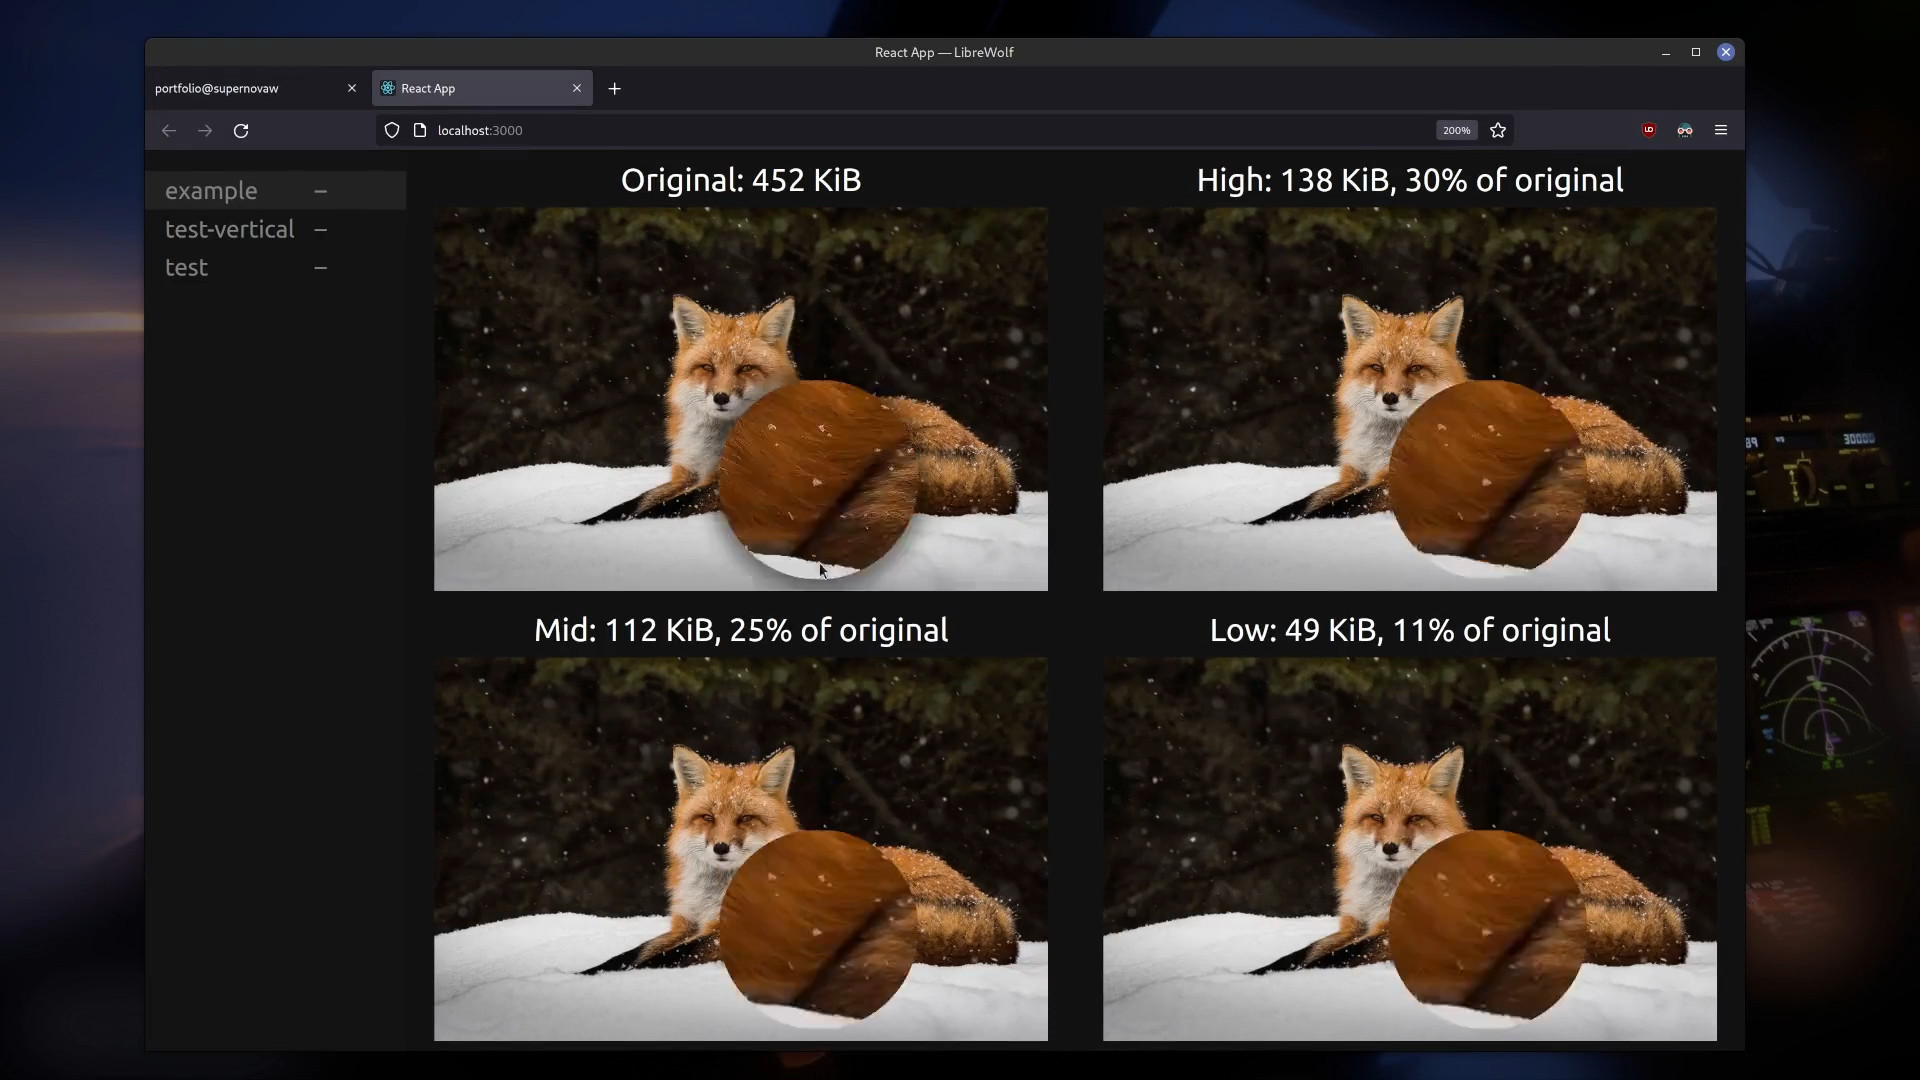 React App — LibreWolf
portfolio@supernovaw
React App
localhost:3000
200%
example –
test-vertical –
test –
Original: 452 KiB
High: 138 KiB, 30% of original
Mid: 112 KiB, 25% of original
Low: 49 KiB, 11% of original
30000